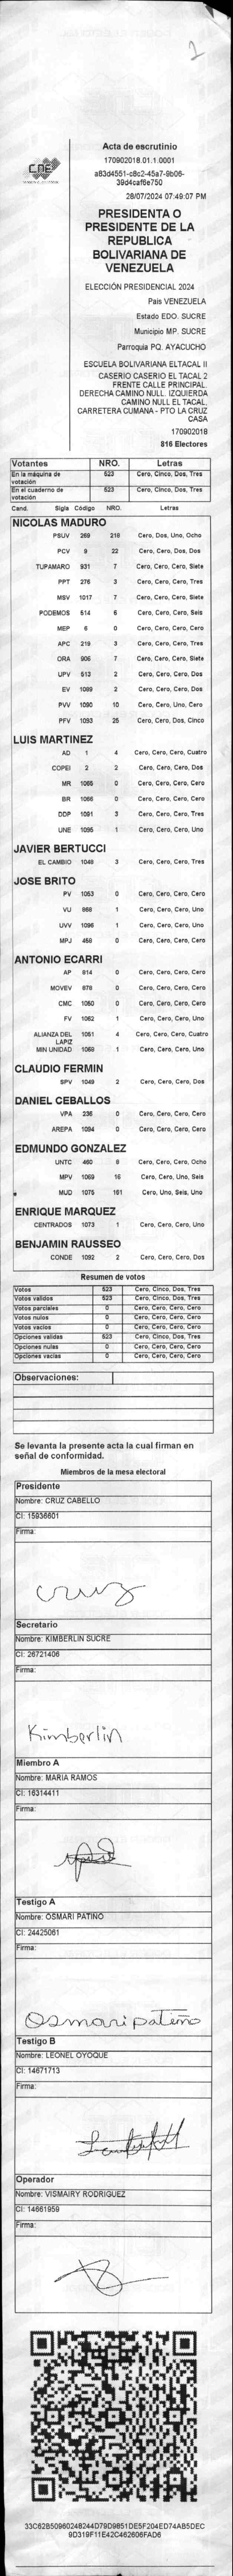 2
CNE
Acta de escrutinio
170902018.01.1.0001
a83d4551-c8c2-45a7-9b06-
39d4caf6e750
28/07/2024 07:49:07 PM
PRESIDENTA O
PRESIDENTE DE LA
REPUBLICA
BOLIVARIANA DE
VENEZUELA
ELECCIÓN PRESIDENCIAL 2024
Pais VENEZUELA
Estado EDO. SUCRE
Municipio MP. SUCRE
Parroquia PQ. AYACUCHO
ESCUELA BOLIVARIANA ELTACAL II
CASERIO CASERIO EL TACAL 2
FRENTE CALLE PRINCIPAL.
DERECHA CAMINO NULL. IZQUIERDA
CAMINO NULL EL TACAL,
CARRETERA CUMANA - PTO LA CRUZ
CASA
170902018
816 Electores
Votantes NRO. Letras
En la máquina de votación 523 Cero, Cinco, Dos, Tres
En el cuaderno de votación 523 Cero, Cinco, Dos, Tres
Cand. Sigla Código NRO. Letras
NICOLAS MADURO
PSUV 269 218 Cero, Dos, Uno, Ocho
PCV 9 22 Cero, Cero, Dos, Dos
TUPAMARO 931 7 Cero, Cero, Cero, Siete
PPT 276 3 Cero, Cero, Cero, Tres
MSV 1017 7 Cero, Cero, Cero, Siete
PODEMOS 514 6 Cero, Cero, Cero, Seis
MEP 6 0 Cero, Cero, Cero, Cero
APC 219 3 Cero, Cero, Cero, Tres
ORA 906 7 Cero, Cero, Cero, Siete
UPV 513 2 Cero, Cero, Cero, Dos
EV 1089 2 Cero, Cero, Cero, Dos
PVV 1090 10 Cero, Cero, Uno, Cero
PFV 1093 25 Cero, Cero, Dos, Cinco
LUIS MARTINEZ
AD 1 4 Cero, Cero, Cero, Cuatro
COPEI 2 2 Cero, Cero, Cero, Dos
MR 1065 0 Cero, Cero, Cero, Cero
BR 1066 0 Cero, Cero, Cero, Cero
DDP 1091 3 Cero, Cero, Cero, Tres
UNE 1095 1 Cero, Cero, Cero, Uno
JAVIER BERTUCCI
EL CAMBIO 1049 3 Cero, Cero, Cero, Tres
JOSE BRITO
PV 1053 0 Cero, Cero, Cero, Cero
VU 868 1 Cero, Cero, Cero, Uno
UVV 1096 1 Cero, Cero, Cero, Uno
MPJ 458 0 Cero, Cero, Cero, Cero
ANTONIO ECARRI
AP 814 0 Cero, Cero, Cero, Cero
MOVEV 678 0 Cero, Cero, Cero, Cero
CMC 1050 0 Cero, Cero, Cero, Cero
FV 1062 1 Cero, Cero, Cero, Uno
ALIANZA DEL LAPIZ 1051 4 Cero, Cero, Cero, Cuatro
MIN UNIDAD 1068 1 Cero, Cero, Cero, Uno
CLAUDIO FERMIN
SPV 1048 2 Cero, Cero, Cero, Dos
DANIEL CEBALLOS
VPA 236 0 Cero, Cero, Cero, Cero
AREPA 1094 0 Cero, Cero, Cero, Cero
EDMUNDO GONZALEZ
UNTC 460 8 Cero, Cero, Cero, Ocho
MPV 1069 16 Cero, Cero, Uno, Seis
MUD 1075 161 Cero, Uno, Seis, Uno
ENRIQUE MARQUEZ
CENTRADOS 1073 1 Cero, Cero, Cero, Uno
BENJAMIN RAUSSEO
CONDE 1092 2 Cero, Cero, Cero, Dos
Resumen de votos
Votos 523 Cero, Cinco, Dos, Tres
Votos validos 523 Cero, Cinco, Dos, Tres
Votos parciales 0 Cero, Cero, Cero, Cero
Votos nulos 0 Cero, Cero, Cero, Cero
Votos vacios 0 Cero, Cero, Cero, Cero
Opciones validas 523 Cero, Cinco, Dos, Tres
Opciones nulas 0 Cero, Cero, Cero, Cero
Opciones vacias 0 Cero, Cero, Cero, Cero
Observaciones:
Se levanta la presente acta la cual firman en
señal de conformidad.
Miembros de la mesa electoral
Presidente
Nombre: CRUZ CABELLO
CI: 15936601
Firma:
Cruz
Secretario
Nombre: KIMBERLIN SUCRE
CI: 26721406
Firma:
Kimberlin
Miembro A
Nombre: MARIA RAMOS
CI: 16314411
Firma:
Testigo A
Nombre: OSMARI PATIÑO
CI: 24425061
Firma:
Osmari patiño
Testigo B
Nombre: LEONEL OYOQUE
CI: 14671713
Firma:
Operador
Nombre: VISMAIRY RODRIGUEZ
CI: 14661959
Firma:
33C62B50960248244D79D9851DE5F204ED74AB5DEC
9D319F11E42C462606FAD6